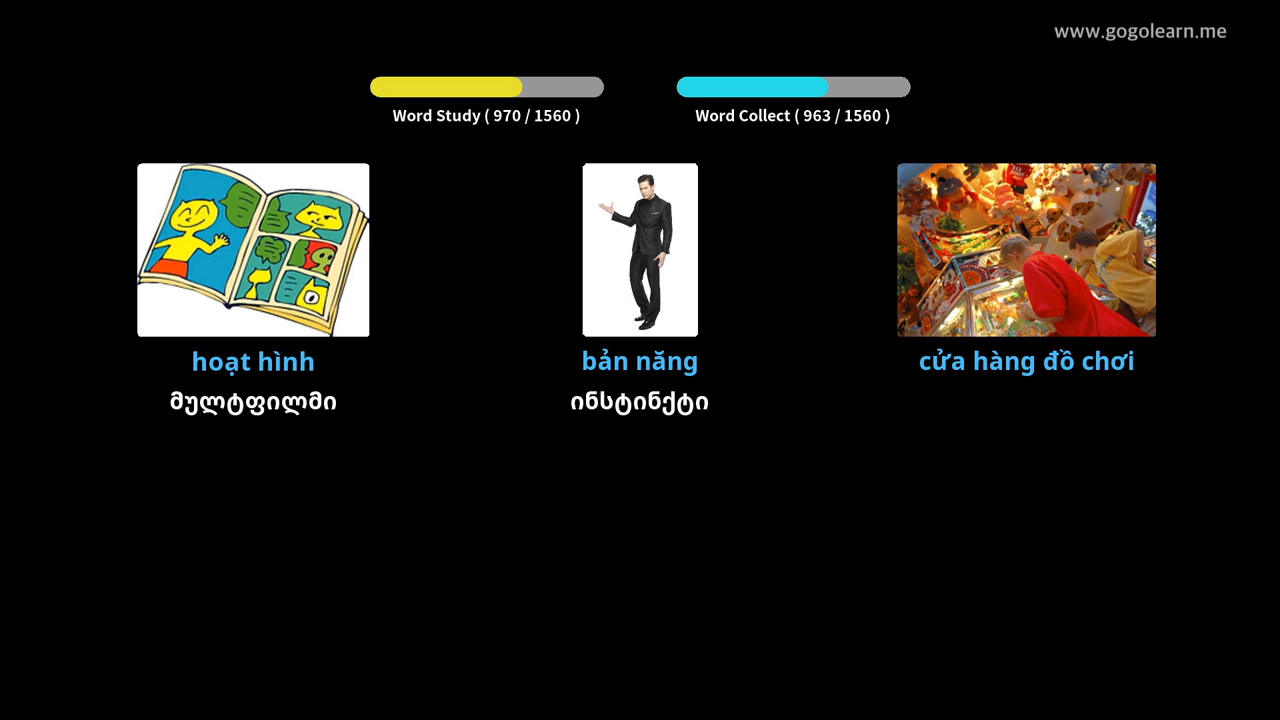 www.gogolearn.me
Word Study ( 970 / 1560 )
Word Collect ( 963 / 1560 )
hoạt hình
bản năng
cửa hàng đồ chơi
მულტფილმი
ინსტინქტი